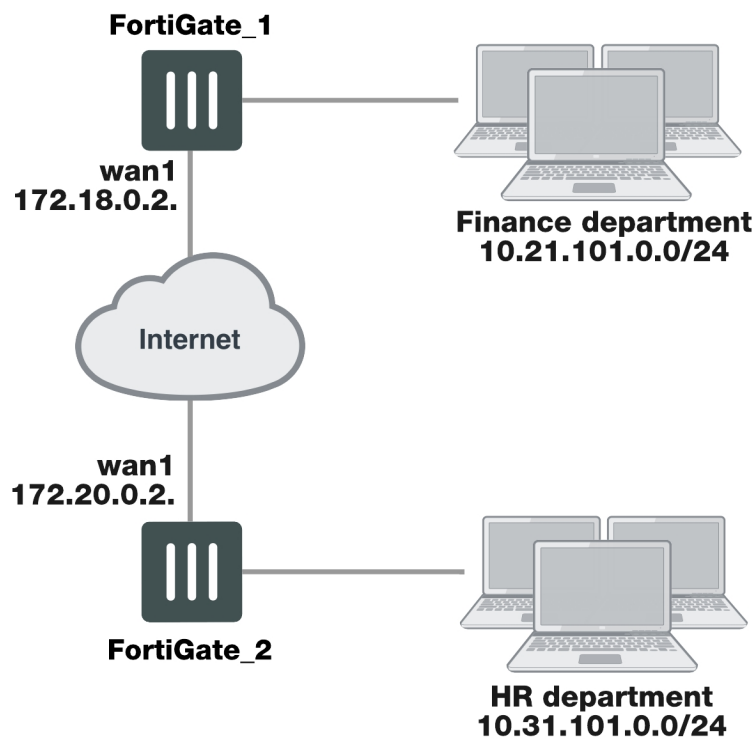 FortiGate_1
wan1
172.18.0.2.
Finance department
10.21.101.0.0/24
Internet
wan1
172.20.0.2.
FortiGate_2
HR department
10.31.101.0.0/24